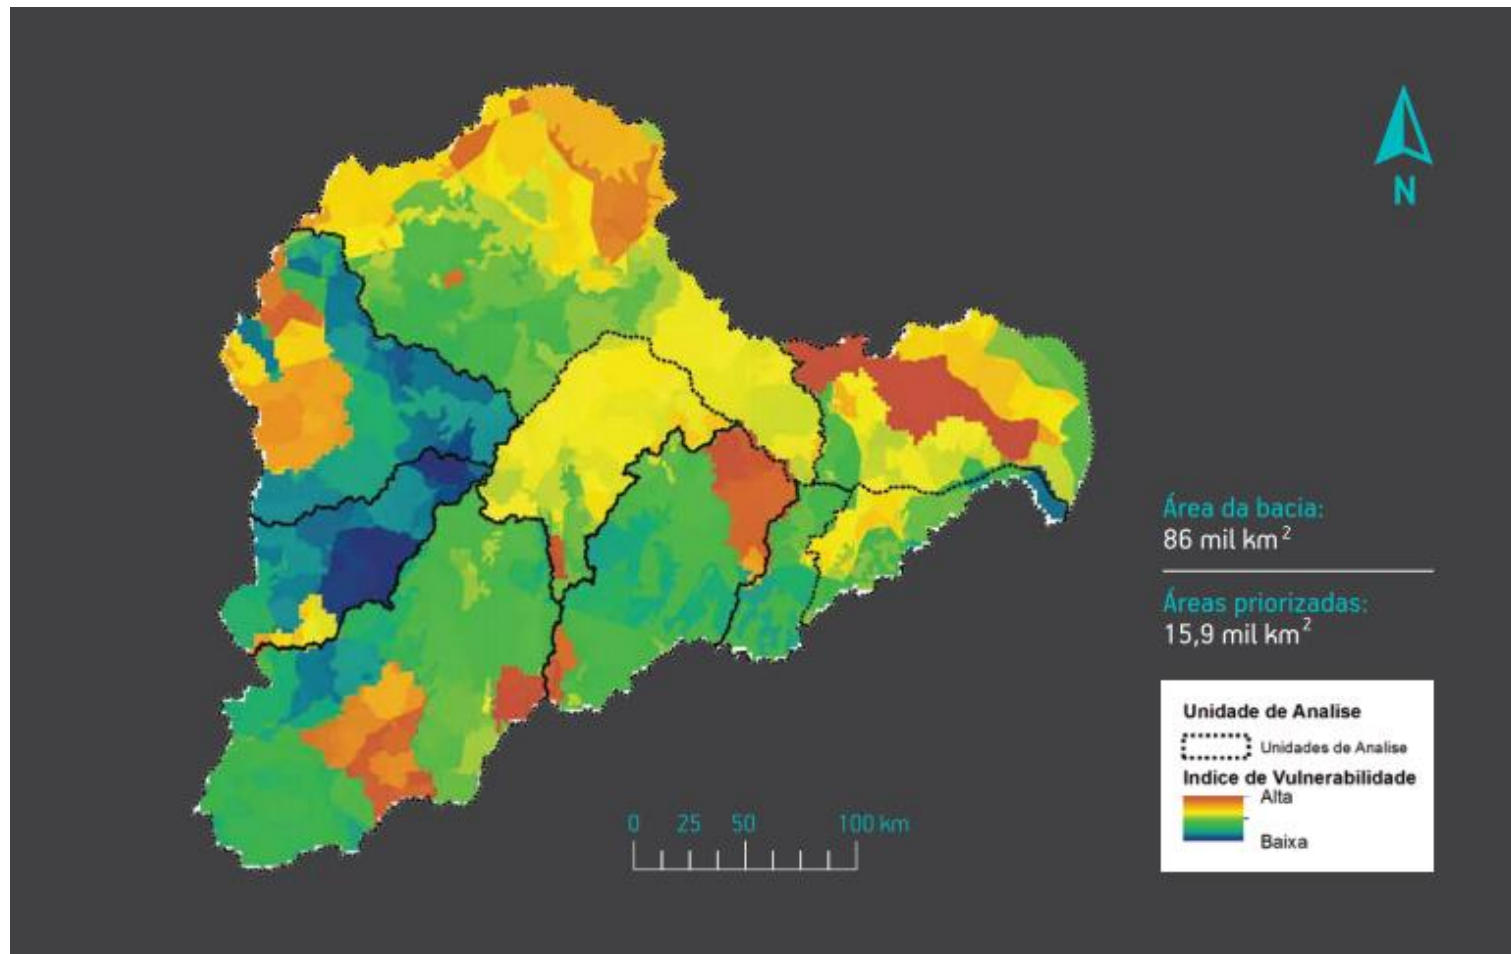 N
Área da bacia:
86 mil km²
Áreas priorizadas:
15,9 mil km²
Unidade de Analise
Unidades de Analise
Indice de Vulnerabilidade
Alta
Baixa
0 25 50 100 km